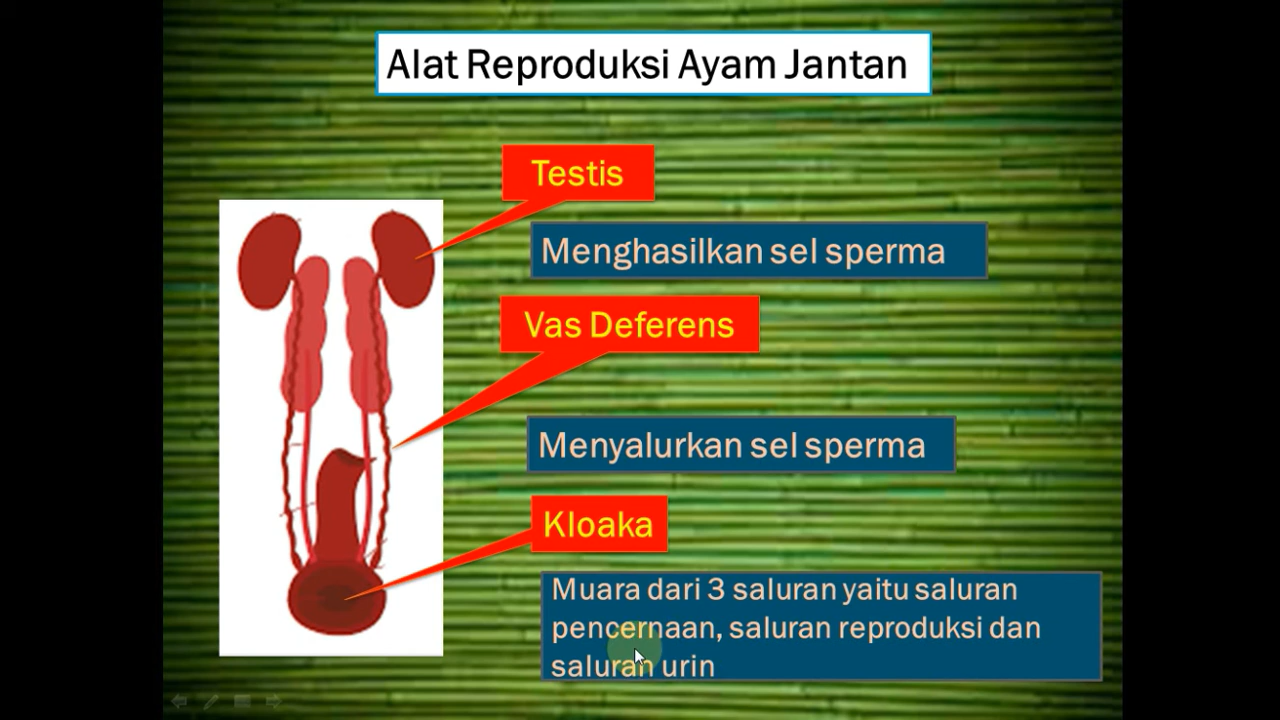 Alat Reproduksi Ayam Jantan
Testis
Menghasilkan sel sperma
Vas Deferens
Menyalurkan sel sperma
Kloaka
Muara dari 3 saluran yaitu saluran
pencernaan, saluran reproduksi dan
saluran urin